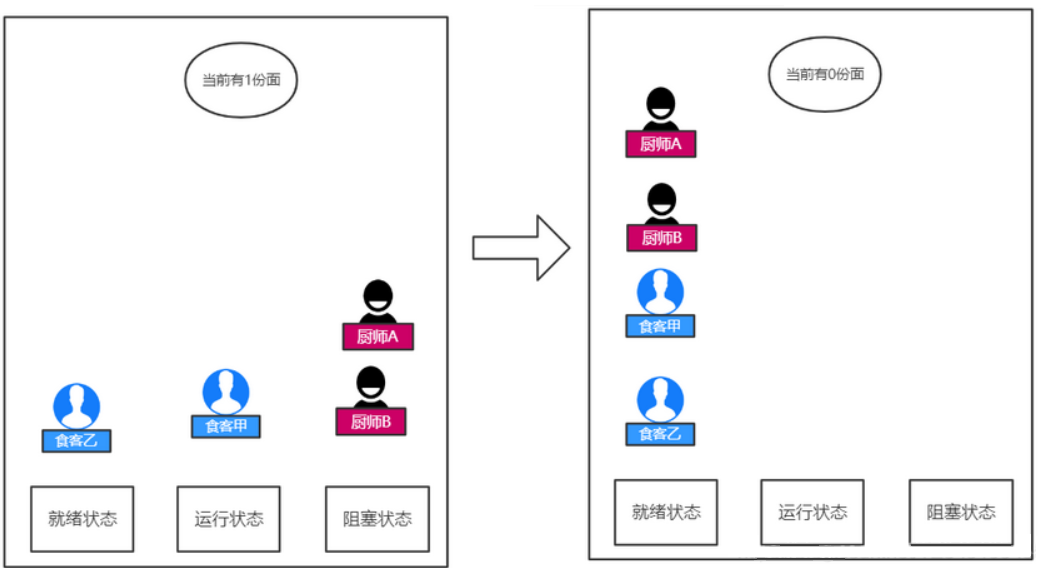 当前有1份面
厨师A
厨师B
食客乙
食客甲
就绪状态
运行状态
阻塞状态
当前有0份面
厨师A
厨师B
食客甲
食客乙
就绪状态
运行状态
阻塞状态